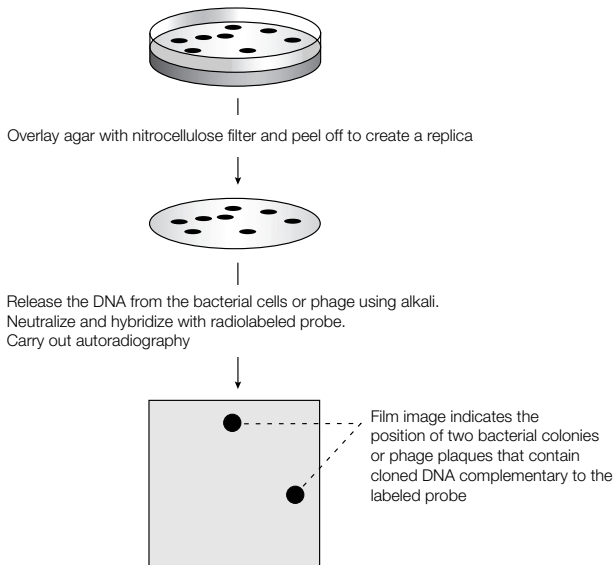 Overlay agar with nitrocellulose filter and peel off to create a replica
Release the DNA from the bacterial cells or phage using alkali.
Neutralize and hybridize with radiolabeled probe.
Carry out autoradiography
Film image indicates the
position of two bacterial colonies
or phage plaques that contain
cloned DNA complementary to the
labeled probe